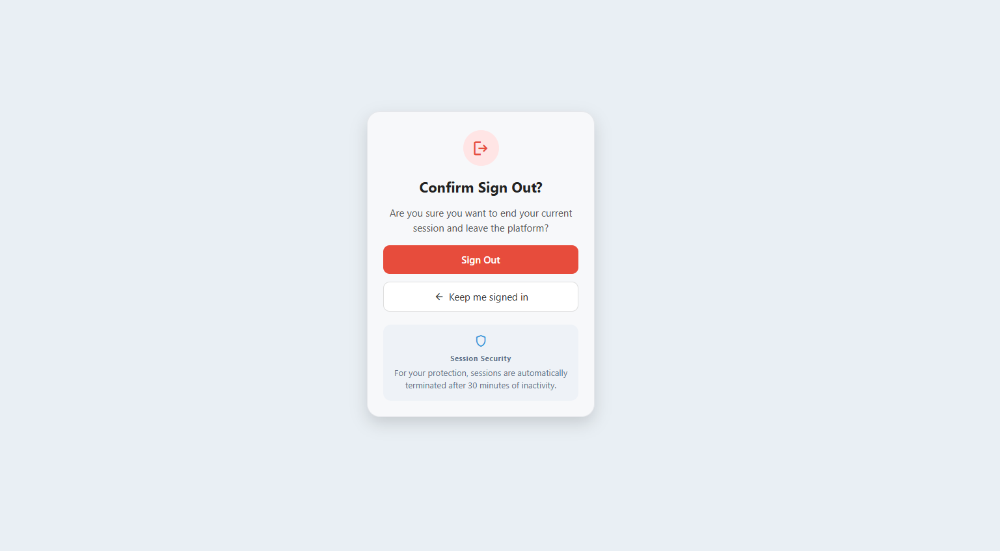 Confirm Sign Out?
Are you sure you want to end your current
session and leave the platform?
Sign Out
Keep me signed in
Session Security
For your protection, sessions are automatically
terminated after 30 minutes of inactivity.